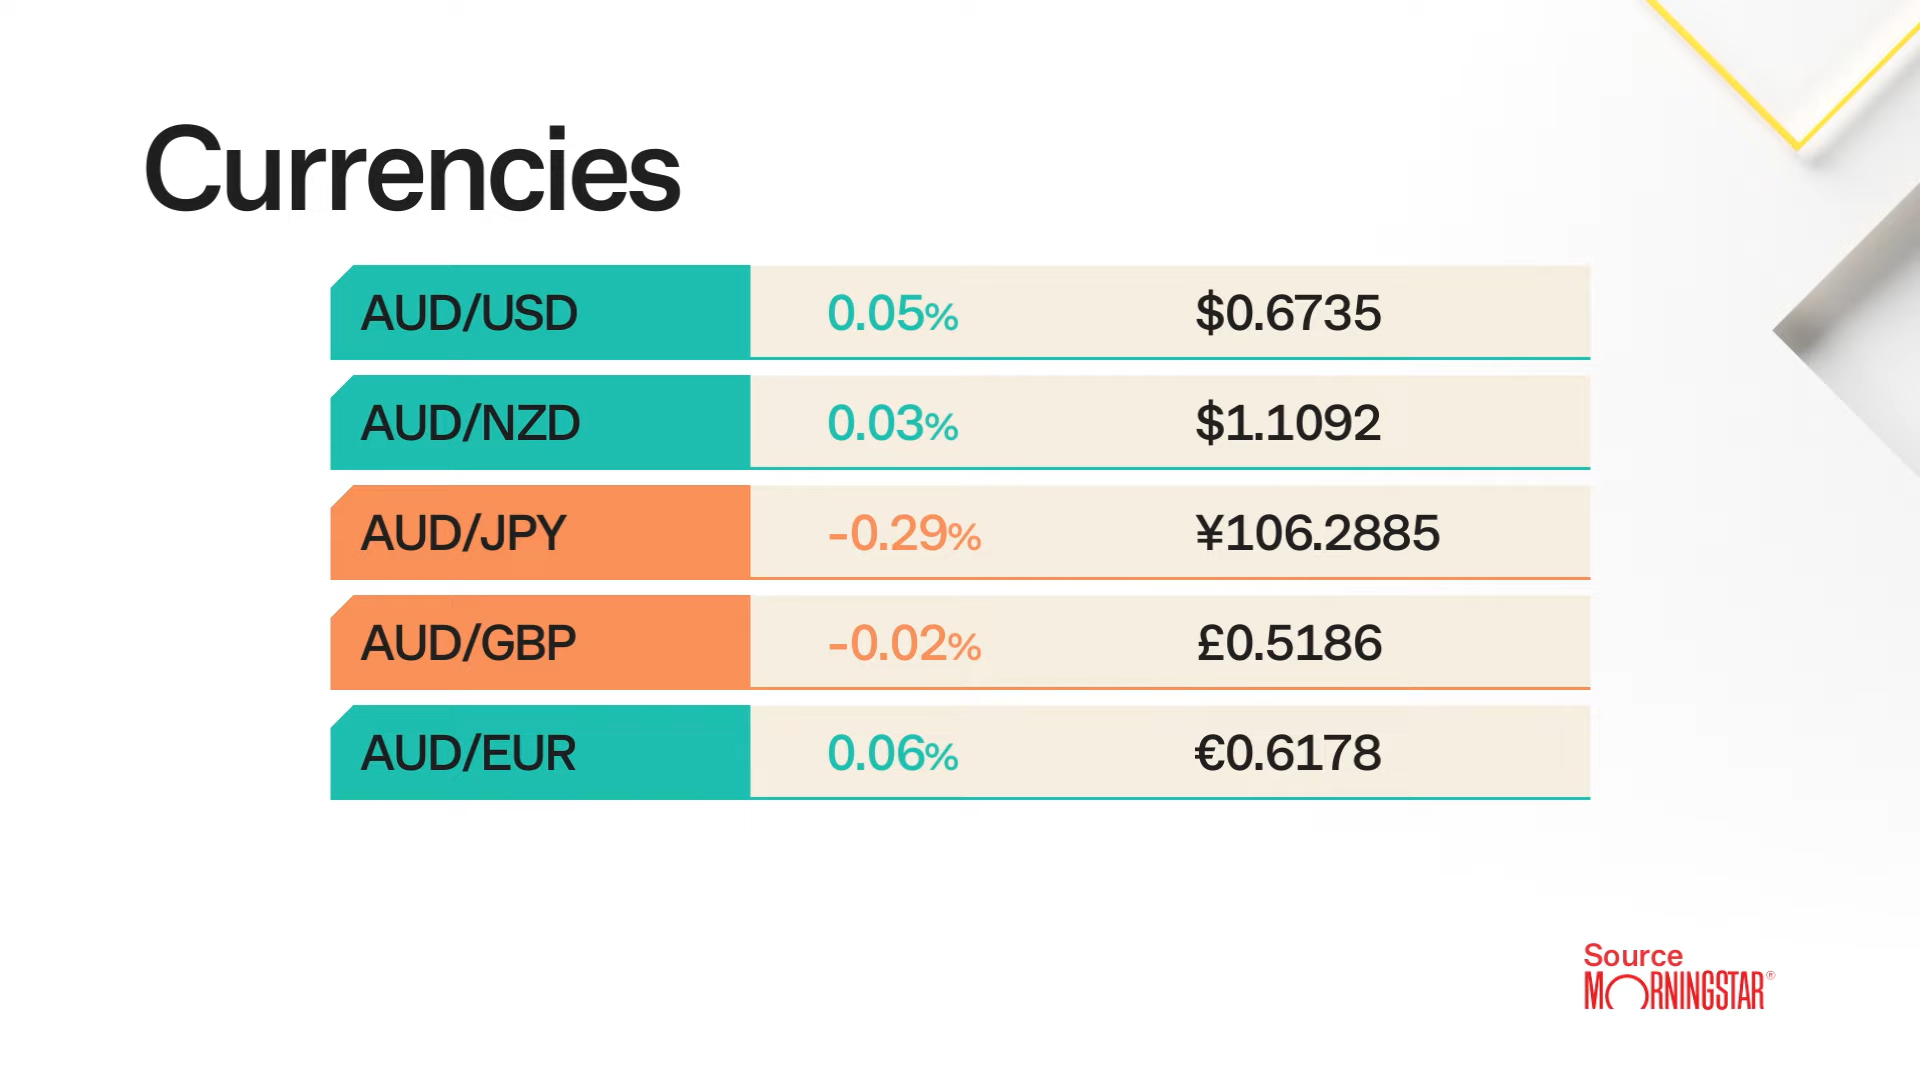 Currencies
AUD/USD 0.05% $0.6735
AUD/NZD 0.03% $1.1092
AUD/JPY -0.29% ¥106.2885
AUD/GBP -0.02% £0.5186
AUD/EUR 0.06% €0.6178
Source
MORNINGSTAR®